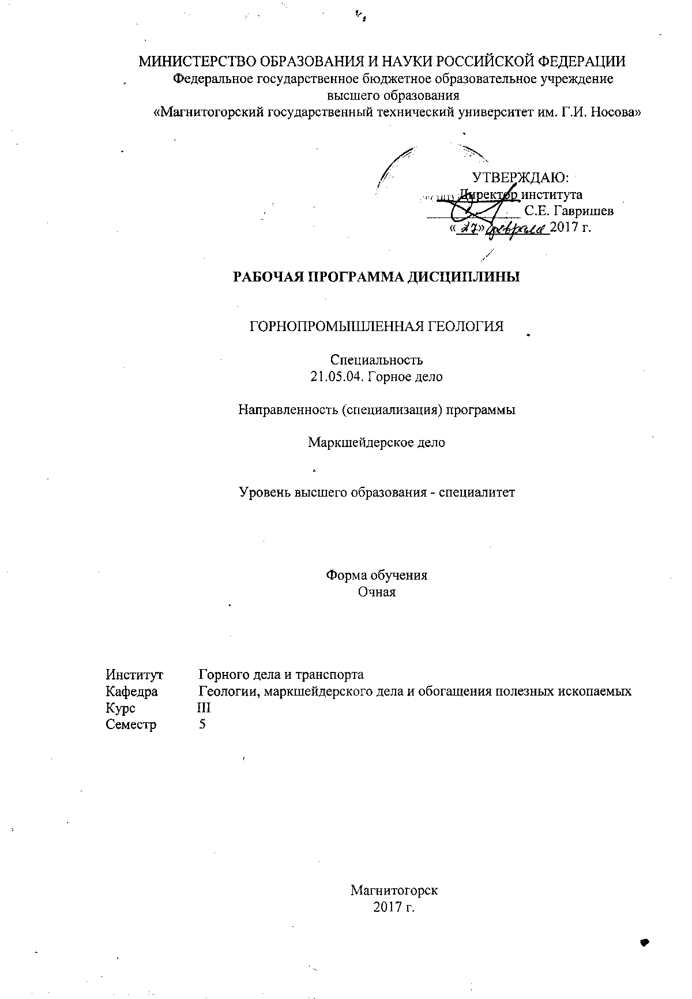 МИНИСТЕРСТВО ОБРАЗОВАНИЯ И НАУКИ РОССИЙСКОЙ ФЕДЕРАЦИИ
Федеральное государственное бюджетное образовательное учреждение
высшего образования
«Магнитогорский государственный технический университет им. Г.И. Носова»
УТВЕРЖДАЮ:
Директор института
С.Е. Гавришев
«27» февраля 2017 г.
РАБОЧАЯ ПРОГРАММА ДИСЦИПЛИНЫ
ГОРНОПРОМЫШЛЕННАЯ ГЕОЛОГИЯ
Специальность
21.05.04. Горное дело
Направленность (специализация) программы
Маркшейдерское дело
Уровень высшего образования - специалитет
Форма обучения
Очная
Институт Горного дела и транспорта
Кафедра Геологии, маркшейдерского дела и обогащения полезных ископаемых
Курс III
Семестр 5
Магнитогорск
2017 г.